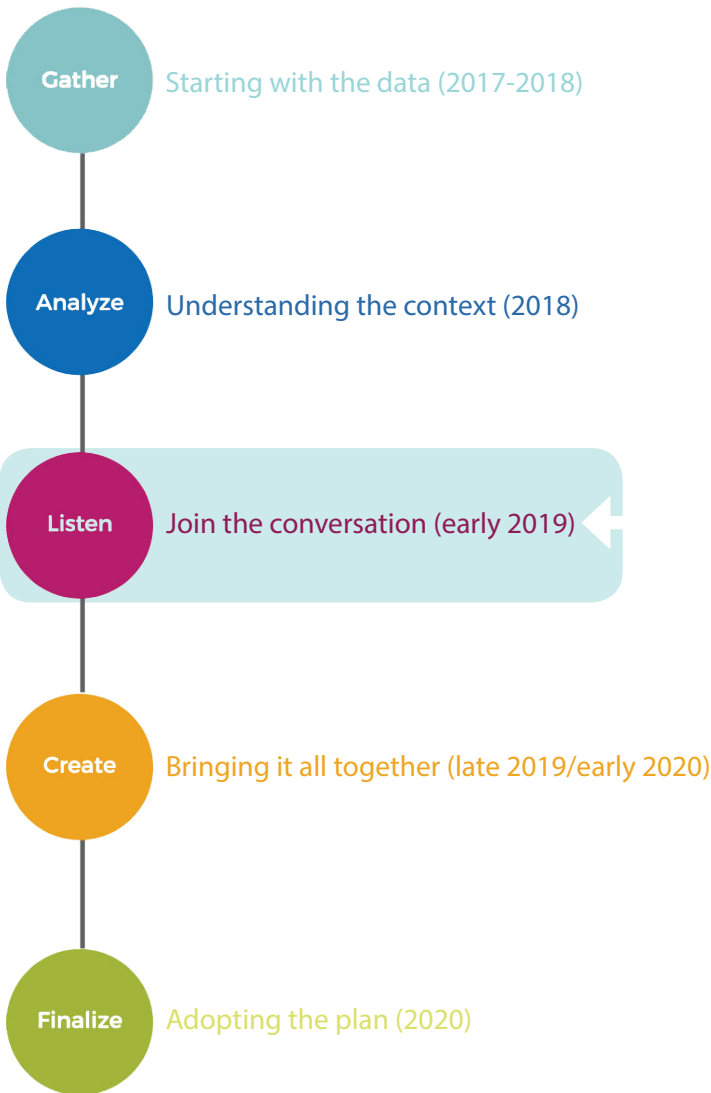 Gather Starting with the data (2017-2018)
Analyze Understanding the context (2018)
Listen Join the conversation (early 2019)
Create Bringing it all together (late 2019/early 2020)
Finalize Adopting the plan (2020)